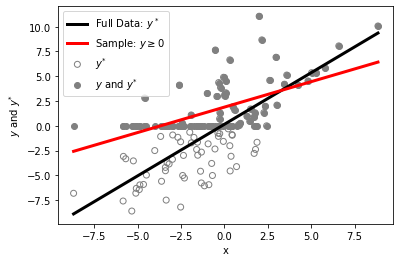 Full Data: y*
Sample: y ≥ 0
y*
y and y*
10.0
7.5
5.0
2.5
0.0
−2.5
−5.0
−7.5
y and y*
−7.5 −5.0 −2.5 0.0 2.5 5.0 7.5
x